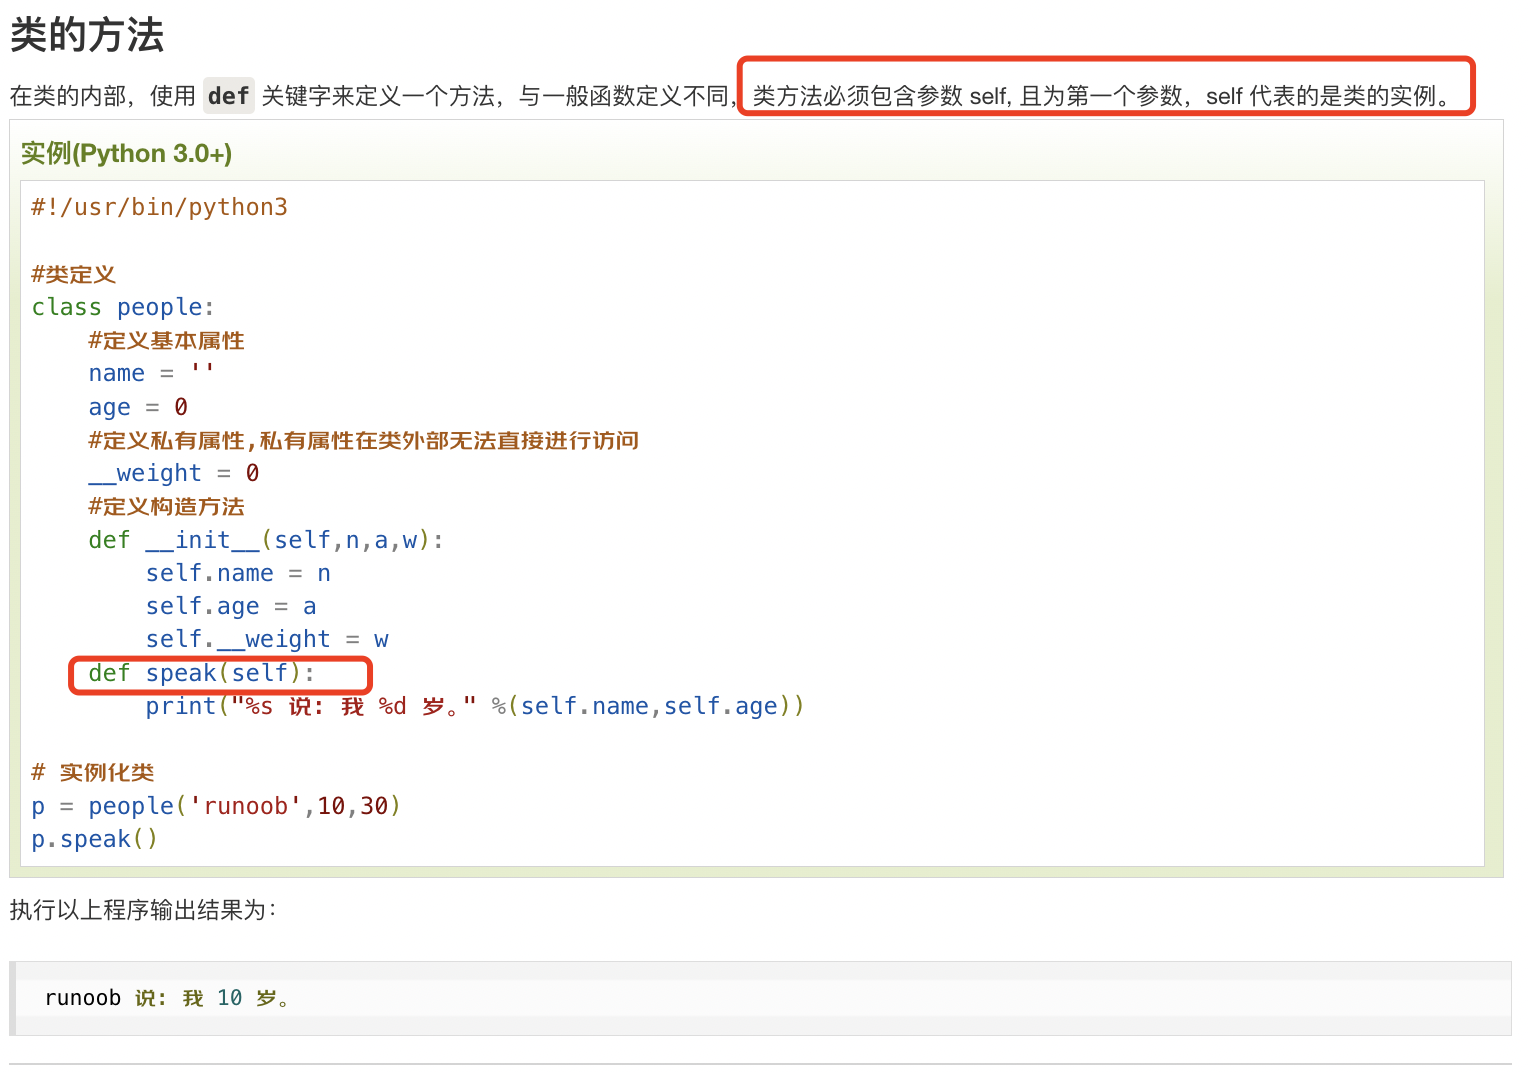 类的方法
在类的内部，使用 def 关键字来定义一个方法，与一般函数定义不同，类方法必须包含参数 self, 且为第一个参数，self 代表的是类的实例。
实例(Python 3.0+)
#!/usr/bin/python3
#类定义
class people:
    #定义基本属性
    name = ''
    age = 0
    #定义私有属性,私有属性在类外部无法直接进行访问
    __weight = 0
    #定义构造方法
    def __init__(self,n,a,w):
        self.name = n
        self.age = a
        self.__weight = w
    def speak(self):
        print("%s 说: 我 %d 岁。" %(self.name,self.age))
# 实例化类
p = people('runoob',10,30)
p.speak()
执行以上程序输出结果为：
runoob 说: 我 10 岁。